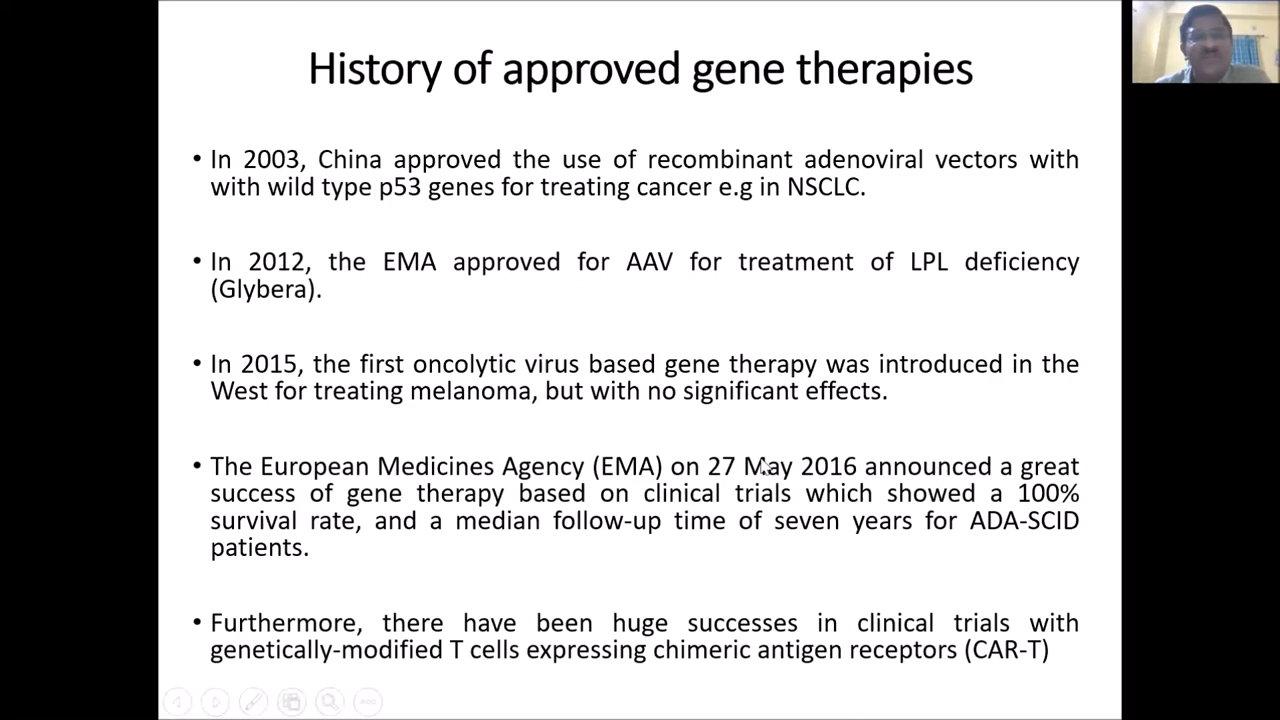 History of approved gene therapies
• In 2003, China approved the use of recombinant adenoviral vectors with
with wild type p53 genes for treating cancer e.g in NSCLC.
• In 2012, the EMA approved for AAV for treatment of LPL deficiency
(Glybera).
• In 2015, the first oncolytic virus based gene therapy was introduced in the
West for treating melanoma, but with no significant effects.
• The European Medicines Agency (EMA) on 27 May 2016 announced a great
success of gene therapy based on clinical trials which showed a 100%
survival rate, and a median follow-up time of seven years for ADA-SCID
patients.
• Furthermore, there have been huge successes in clinical trials with
genetically-modified T cells expressing chimeric antigen receptors (CAR-T)